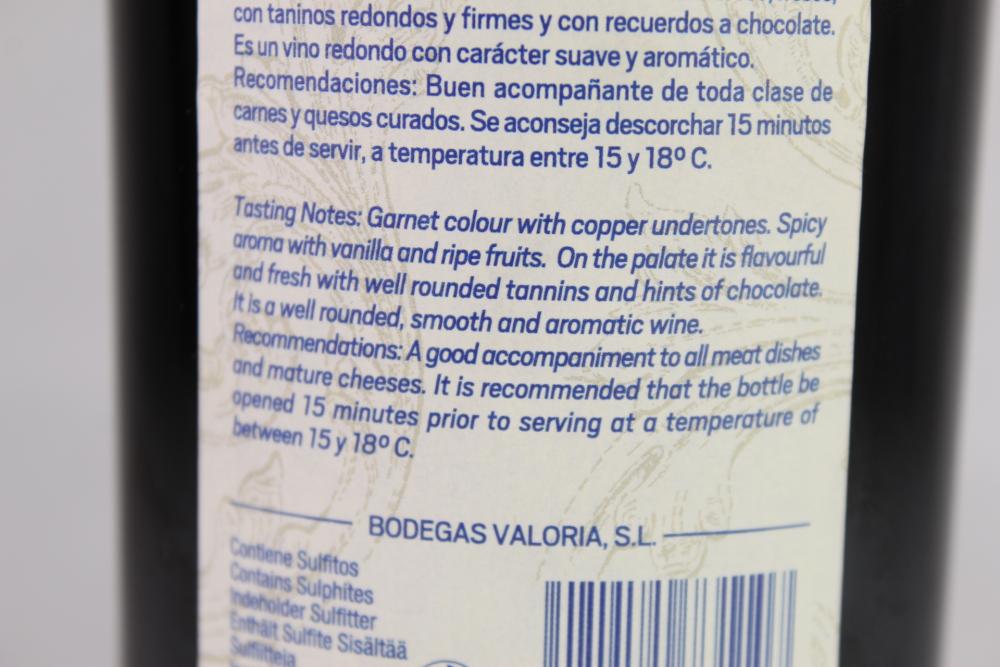 con taninos redondos y firmes y con recuerdos a chocolate.
Es un vino redondo con carácter suave y aromático.
Recomendaciones: Buen acompañante de toda clase de
carnes y quesos curados. Se aconseja descorchar 15 minutos
antes de servir, a temperatura entre 15 y 18º C.
Tasting Notes: Garnet colour with copper undertones. Spicy
aroma with vanilla and ripe fruits. On the palate it is flavourful
and fresh with well rounded tannins and hints of chocolate.
It is a well rounded, smooth and aromatic wine.
Recommendations: A good accompaniment to all meat dishes
and mature cheeses. It is recommended that the bottle be
opened 15 minutes prior to serving at a temperature of
between 15 y 18º C.
BODEGAS VALORIA, S.L.
Contiene Sulfitos
Contains Sulphites
Indeholder Sulfitter
Enthält Sulfite Sisältää
Sulfiitteja